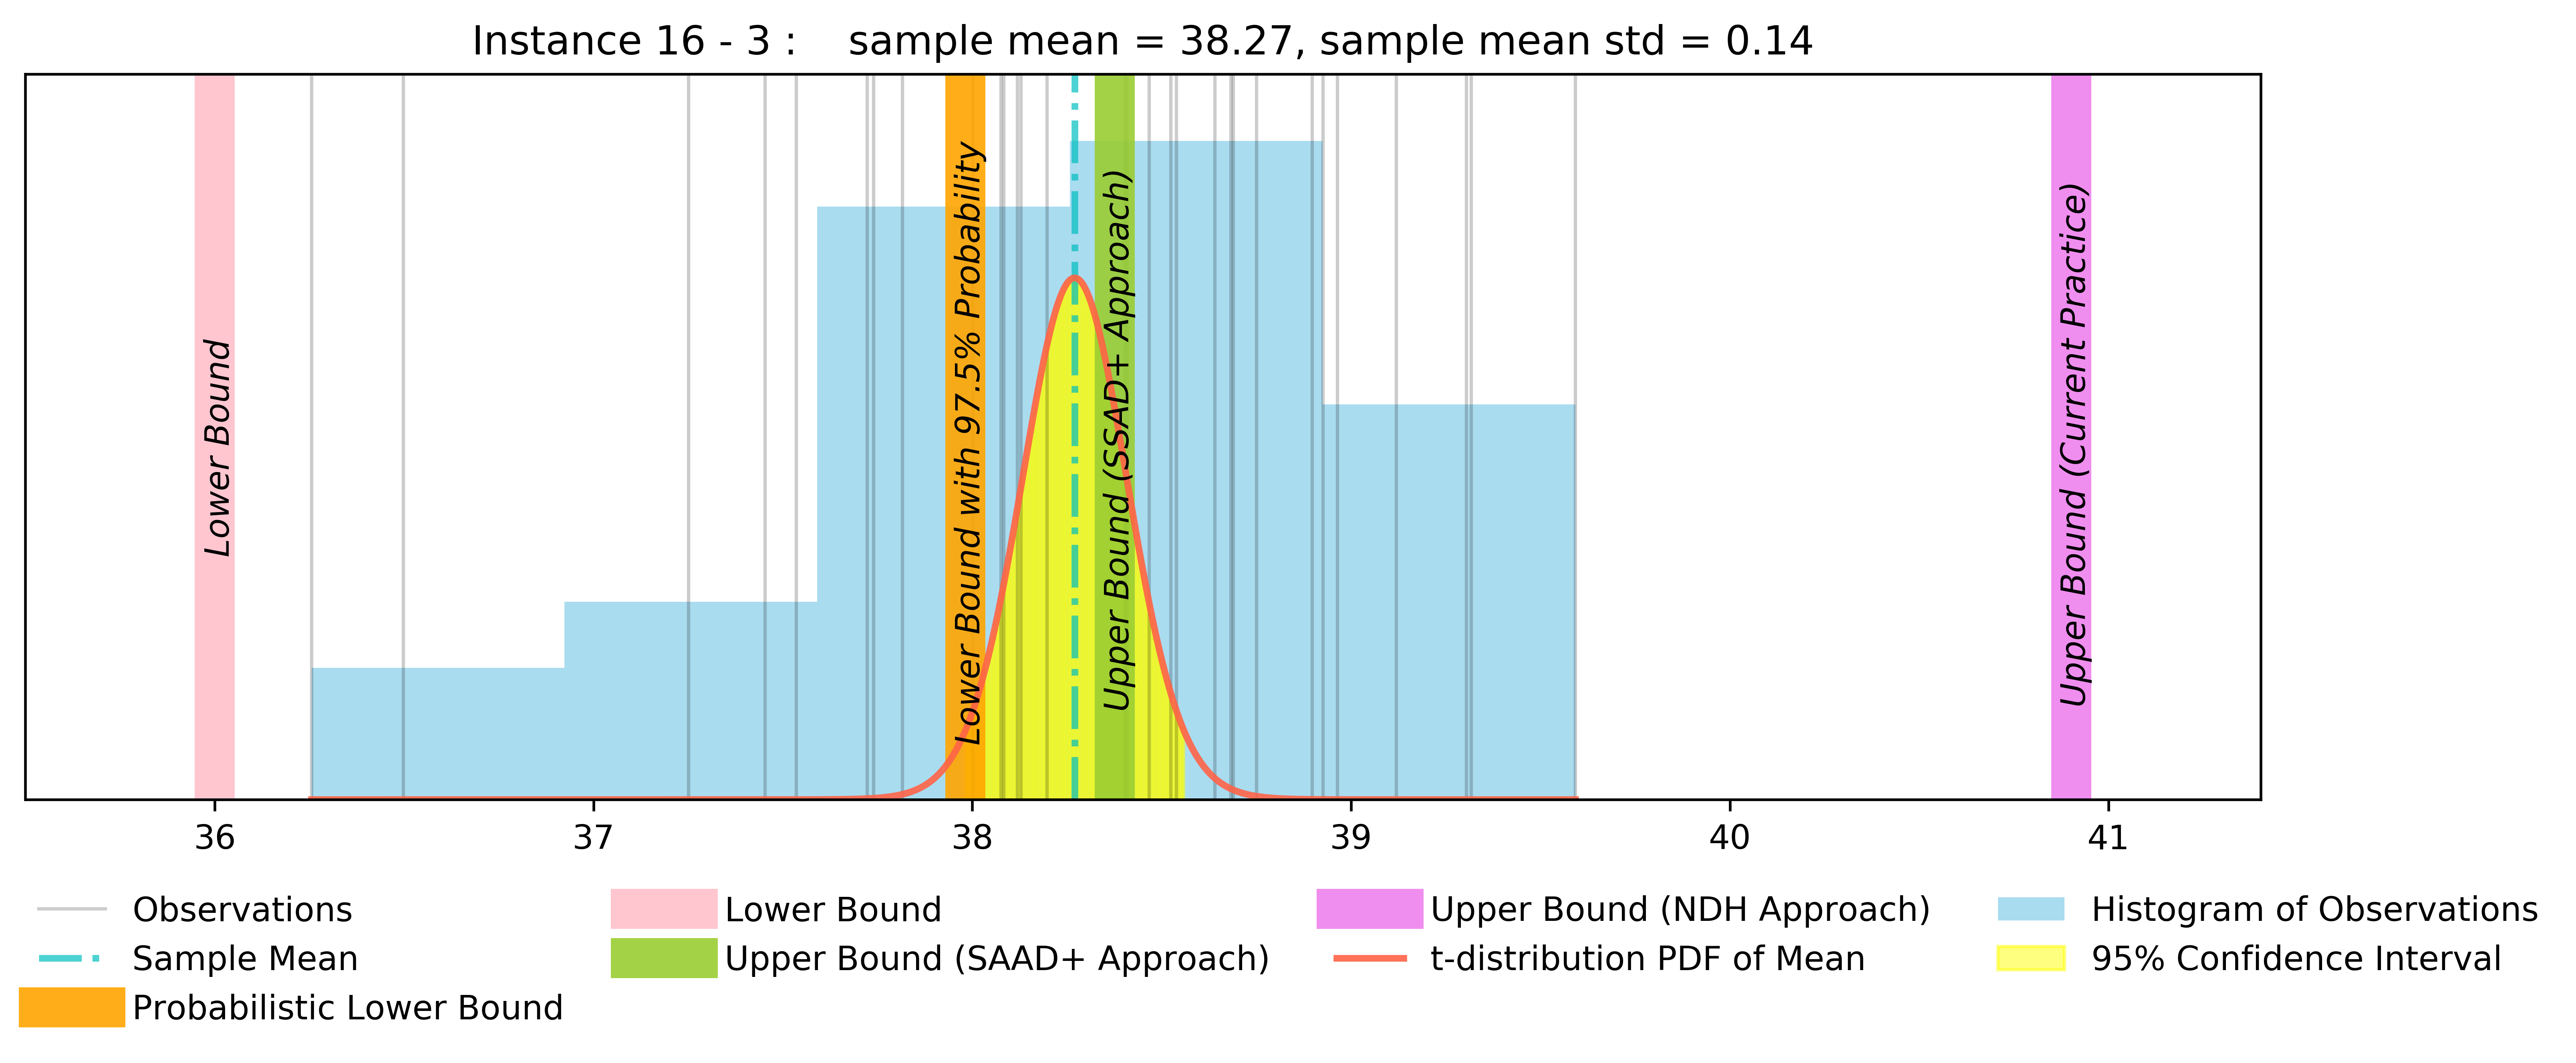 Instance 16 - 3 :    sample mean = 38.27, sample mean std = 0.14
Lower Bound
Lower Bound with 97.5% Probability
Upper Bound (SSAD+ Approach)
Upper Bound (Current Practice)
36 37 38 39 40 41
Observations
Sample Mean
Probabilistic Lower Bound
Lower Bound
Upper Bound (SAAD+ Approach)
Upper Bound (NDH Approach)
t-distribution PDF of Mean
Histogram of Observations
95% Confidence Interval